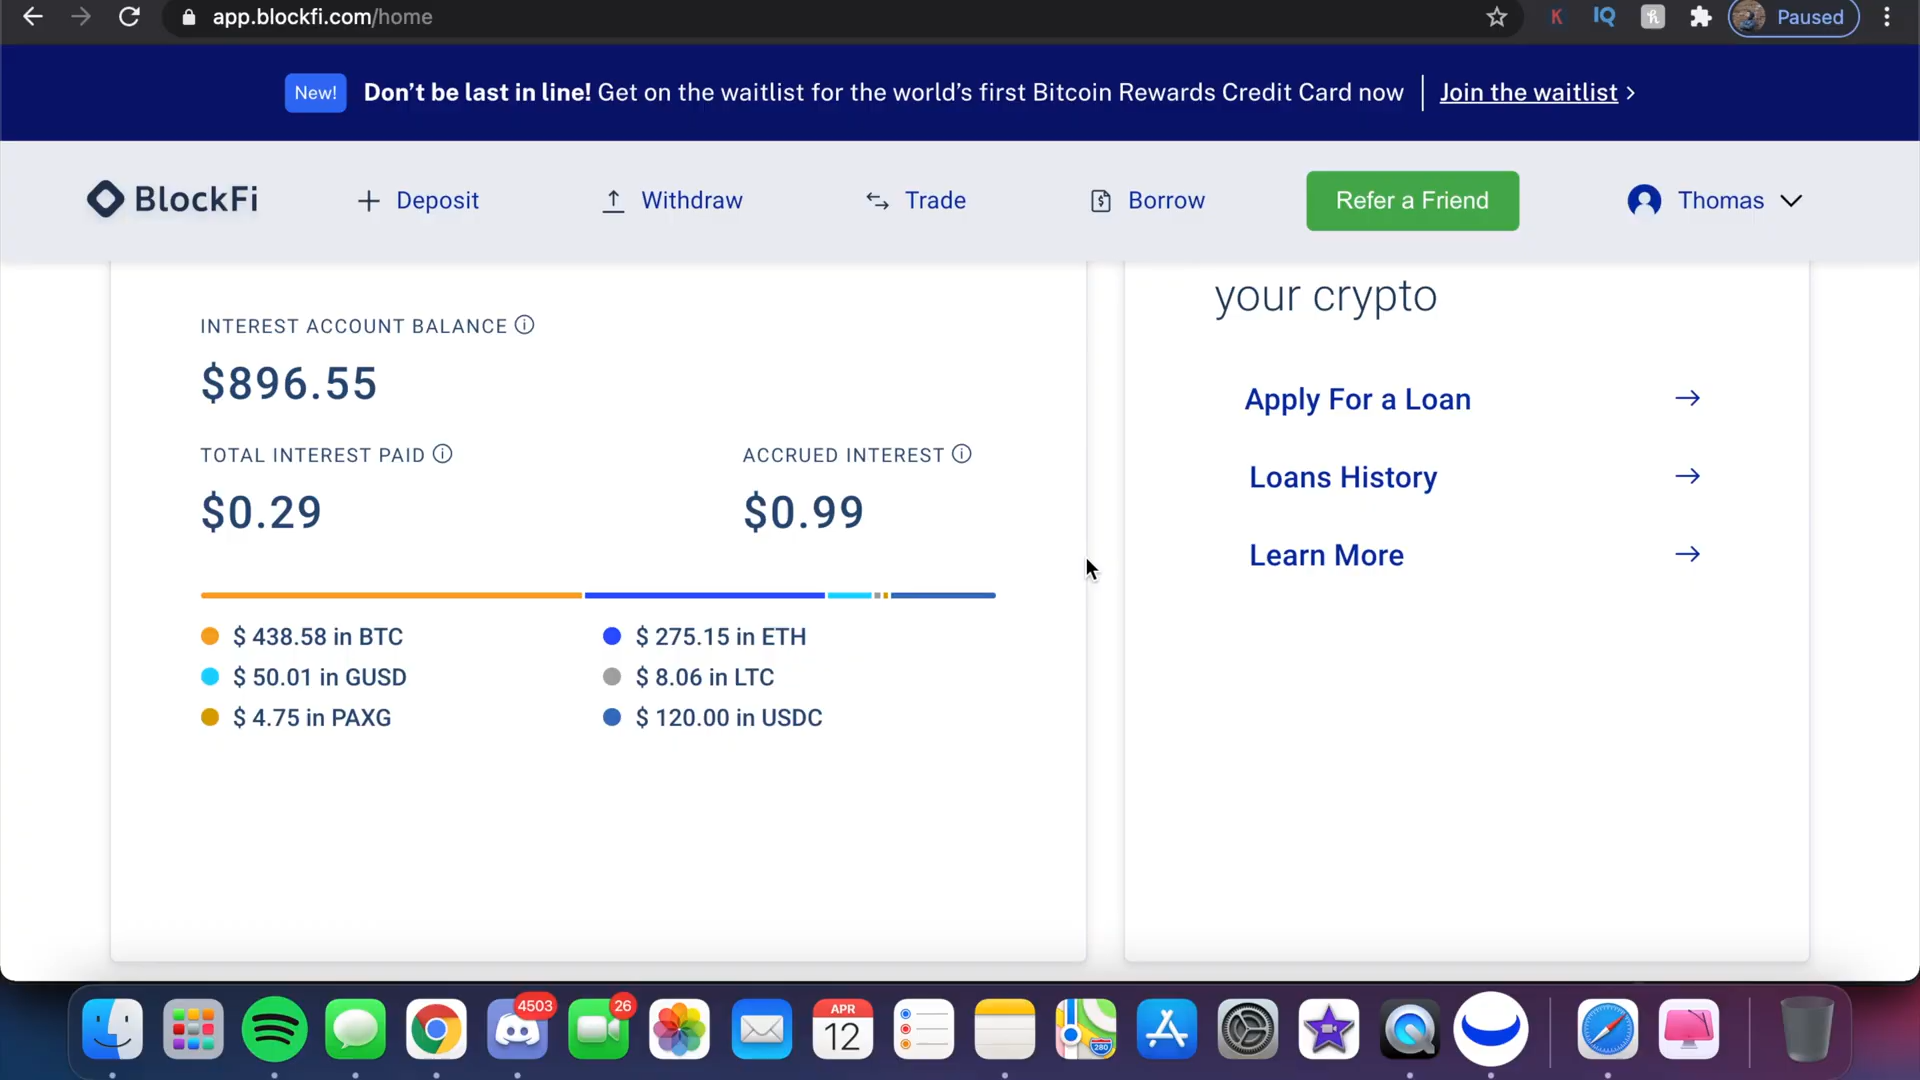 app.blockfi.com/home
K
IQ
h
Paused
New! Don't be last in line! Get on the waitlist for the world's first Bitcoin Rewards Credit Card now Join the waitlist >
BlockFi
Deposit
Withdraw
Trade
Borrow
Refer a Friend
Thomas
INTEREST ACCOUNT BALANCE
$896.55
TOTAL INTEREST PAID
$0.29
ACCRUED INTEREST
$0.99
$ 438.58 in BTC
$ 275.15 in ETH
$ 50.01 in GUSD
$ 8.06 in LTC
$ 4.75 in PAXG
$ 120.00 in USDC
your crypto
Apply For a Loan
Loans History
Learn More
4503
26
APR
12
280